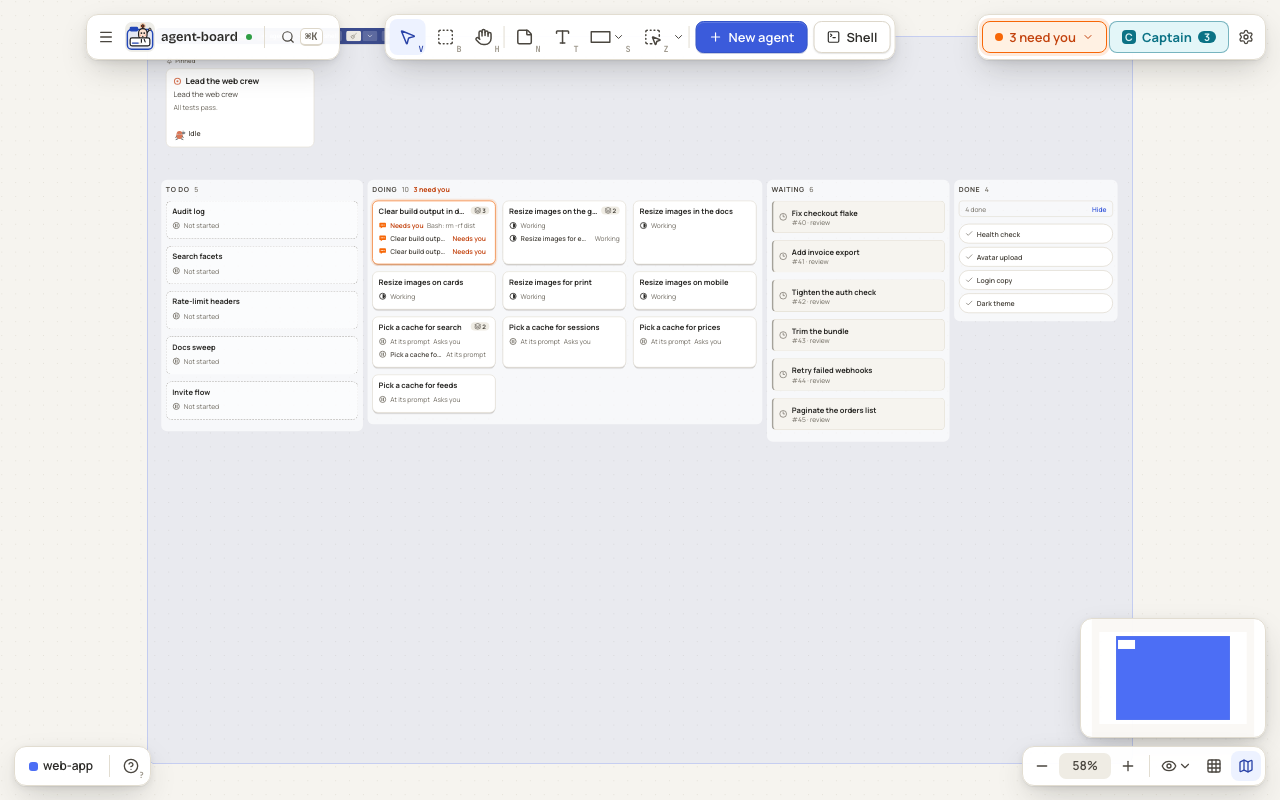 agent-board
⌘K
V
B
H
N
T
S
Z
New agent
Shell
3 need you
C Captain 3
Pinned
Lead the web crew
Lead the web crew
All tests pass.
Idle
TO DO 5
Audit log
Not started
Search facets
Not started
Rate-limit headers
Not started
Docs sweep
Not started
Invite flow
Not started
DOING 10 3 need you
Clear build output in d... 3
Needs you Bash: rm -rf dist
Clear build outp... Needs you
Clear build outp... Needs you
Resize images on the g... 2
Working
Resize images for e... Working
Resize images in the docs
Working
Resize images on cards
Working
Resize images for print
Working
Resize images on mobile
Working
Pick a cache for search 2
At its prompt Asks you
Pick a cache fo... At its prompt
Pick a cache for sessions
At its prompt Asks you
Pick a cache for prices
At its prompt Asks you
Pick a cache for feeds
At its prompt Asks you
WAITING 6
Fix checkout flake
#40 · review
Add invoice export
#41 · review
Tighten the auth check
#42 · review
Trim the bundle
#43 · review
Retry failed webhooks
#44 · review
Paginate the orders list
#45 · review
DONE 4
4 done Hide
Health check
Avatar upload
Login copy
Dark theme
web-app
?
58%